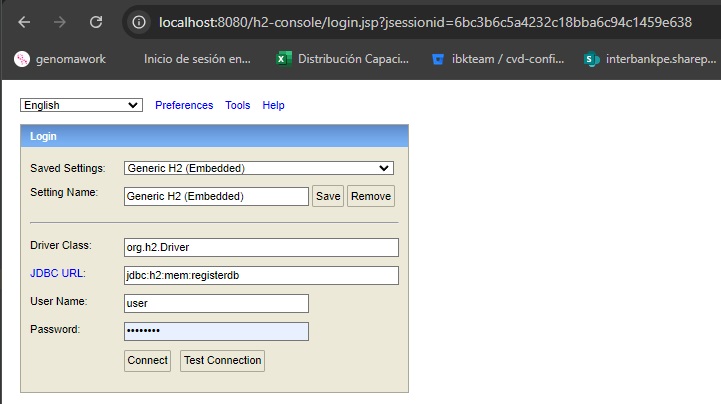 localhost:8080/h2-console/login.jsp?jsessionid=6bc3b6c5a4232c18bba6c94c1459e638
genomawork Inicio de sesión en... Distribución Capaci... ibkteam / cvd-confi... interbankpe.sharep...
English Preferences Tools Help
Login
Saved Settings: Generic H2 (Embedded)
Setting Name: Generic H2 (Embedded) Save Remove
Driver Class: org.h2.Driver
JDBC URL: jdbc:h2:mem:registerdb
User Name: user
Password: ••••••••
Connect Test Connection